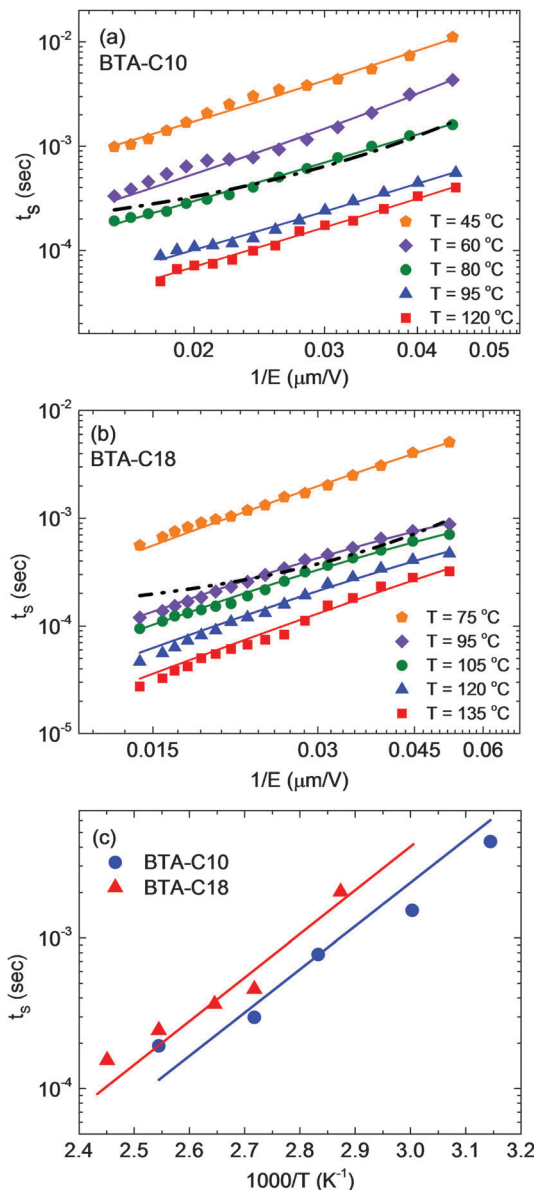 (a)
BTA-C10
10⁻²
10⁻³
10⁻⁴
tₛ (sec)
T = 45 °C
T = 60 °C
T = 80 °C
T = 95 °C
T = 120 °C
0.02 0.03 0.04 0.05
1/E (μm/V)
(b)
BTA-C18
10⁻²
10⁻³
10⁻⁴
10⁻⁵
tₛ (sec)
T = 75 °C
T = 95 °C
T = 105 °C
T = 120 °C
T = 135 °C
0.015 0.03 0.045 0.06
1/E (μm/V)
(c)
BTA-C10
BTA-C18
10⁻³
10⁻⁴
tₛ (sec)
2.4 2.5 2.6 2.7 2.8 2.9 3.0 3.1 3.2
1000/T (K⁻¹)